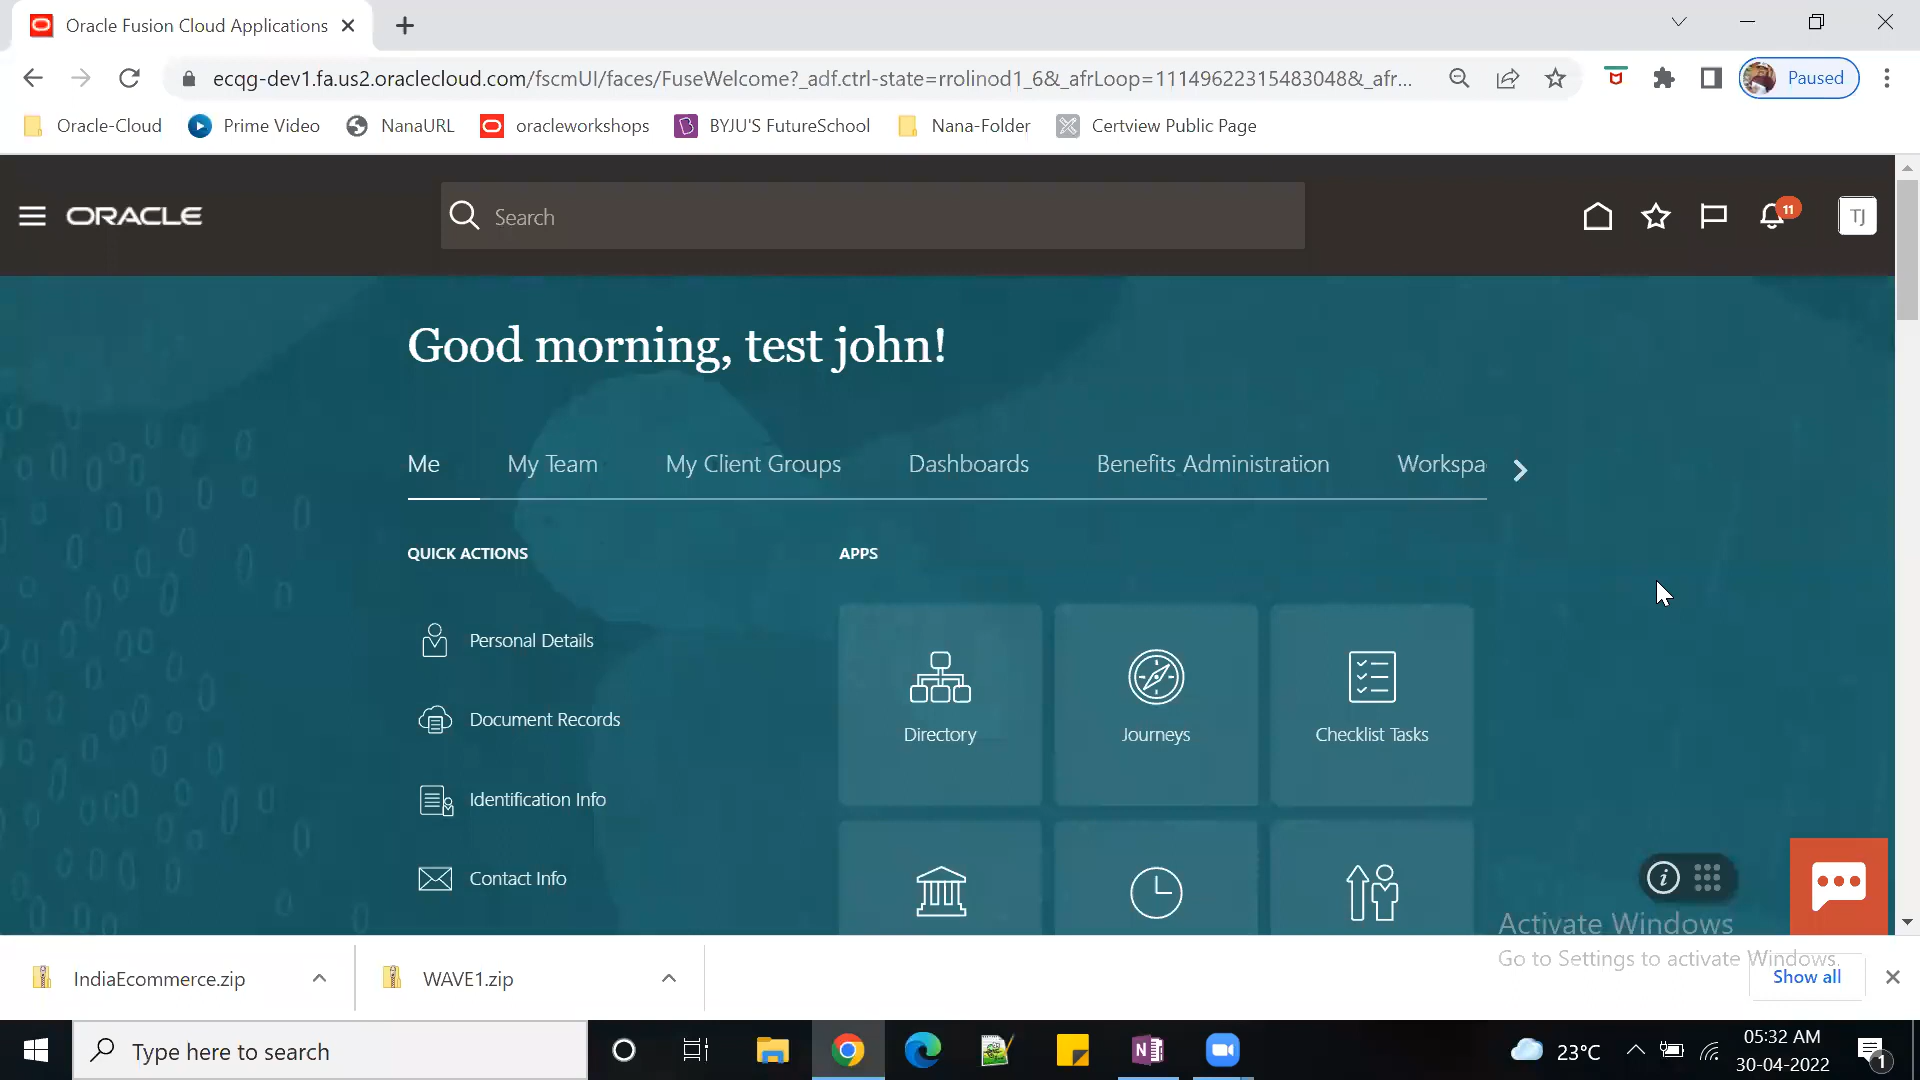 Oracle Fusion Cloud Applications
ecqg-dev1.fa.us2.oraclecloud.com/fscmUI/faces/FuseWelcome?_adf.ctrl-state=rrolinod1_6&_afrLoop=11149622315483048&_afr...
Paused
Oracle-Cloud
Prime Video
NanaURL
oracleworkshops
BYJU'S FutureSchool
Nana-Folder
Certview Public Page
ORACLE
Search
11
TJ
Good morning, test john!
Me
My Team
My Client Groups
Dashboards
Benefits Administration
Workspa
QUICK ACTIONS
APPS
Personal Details
Document Records
Identification Info
Contact Info
Directory
Journeys
Checklist Tasks
Activate Windows
Go to Settings to activate Windows.
IndiaEcommerce.zip
WAVE1.zip
Show all
Type here to search
23°C
05:32 AM
30-04-2022
1